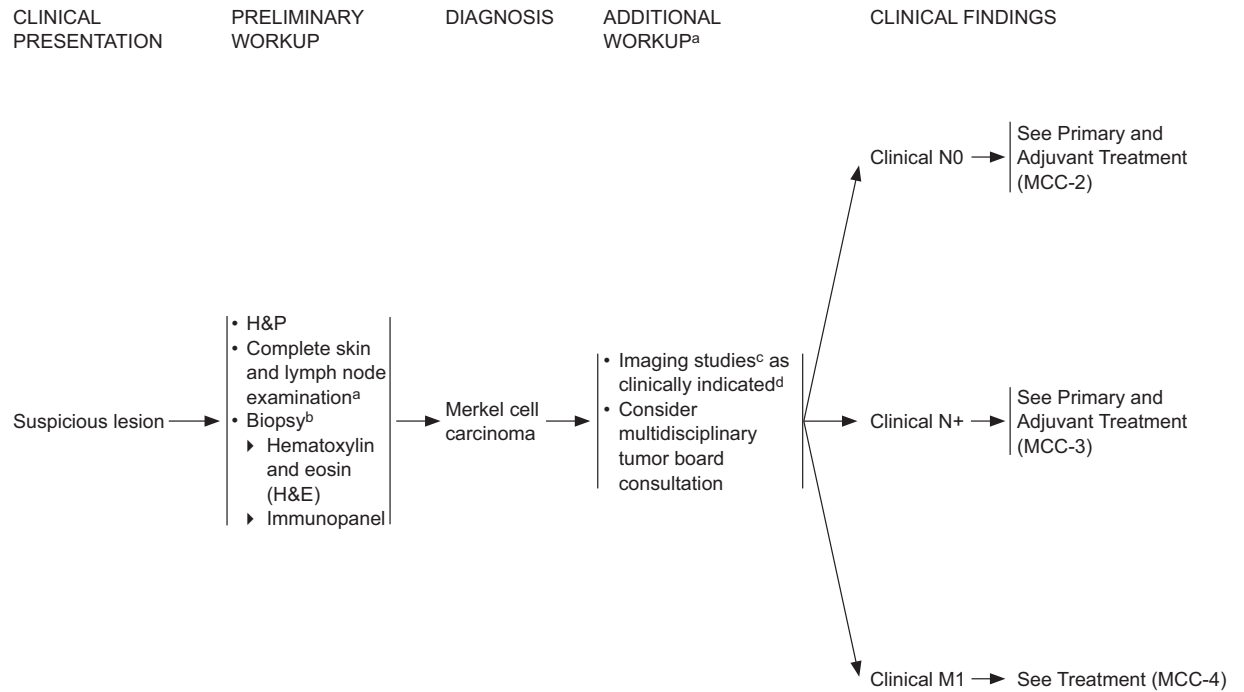 CLINICAL
PRESENTATION
PRELIMINARY
WORKUP
DIAGNOSIS
ADDITIONAL
WORKUPᵃ
CLINICAL FINDINGS
Suspicious lesion
• H&P
• Complete skin
and lymph node
examinationᵃ
• Biopsyᵇ
▶ Hematoxylin
and eosin
(H&E)
▶ Immunopanel
Merkel cell
carcinoma
• Imaging studiesᶜ as
clinically indicatedᵈ
• Consider
multidisciplinary
tumor board
consultation
Clinical N0
See Primary and
Adjuvant Treatment
(MCC-2)
Clinical N+
See Primary and
Adjuvant Treatment
(MCC-3)
Clinical M1
See Treatment (MCC-4)